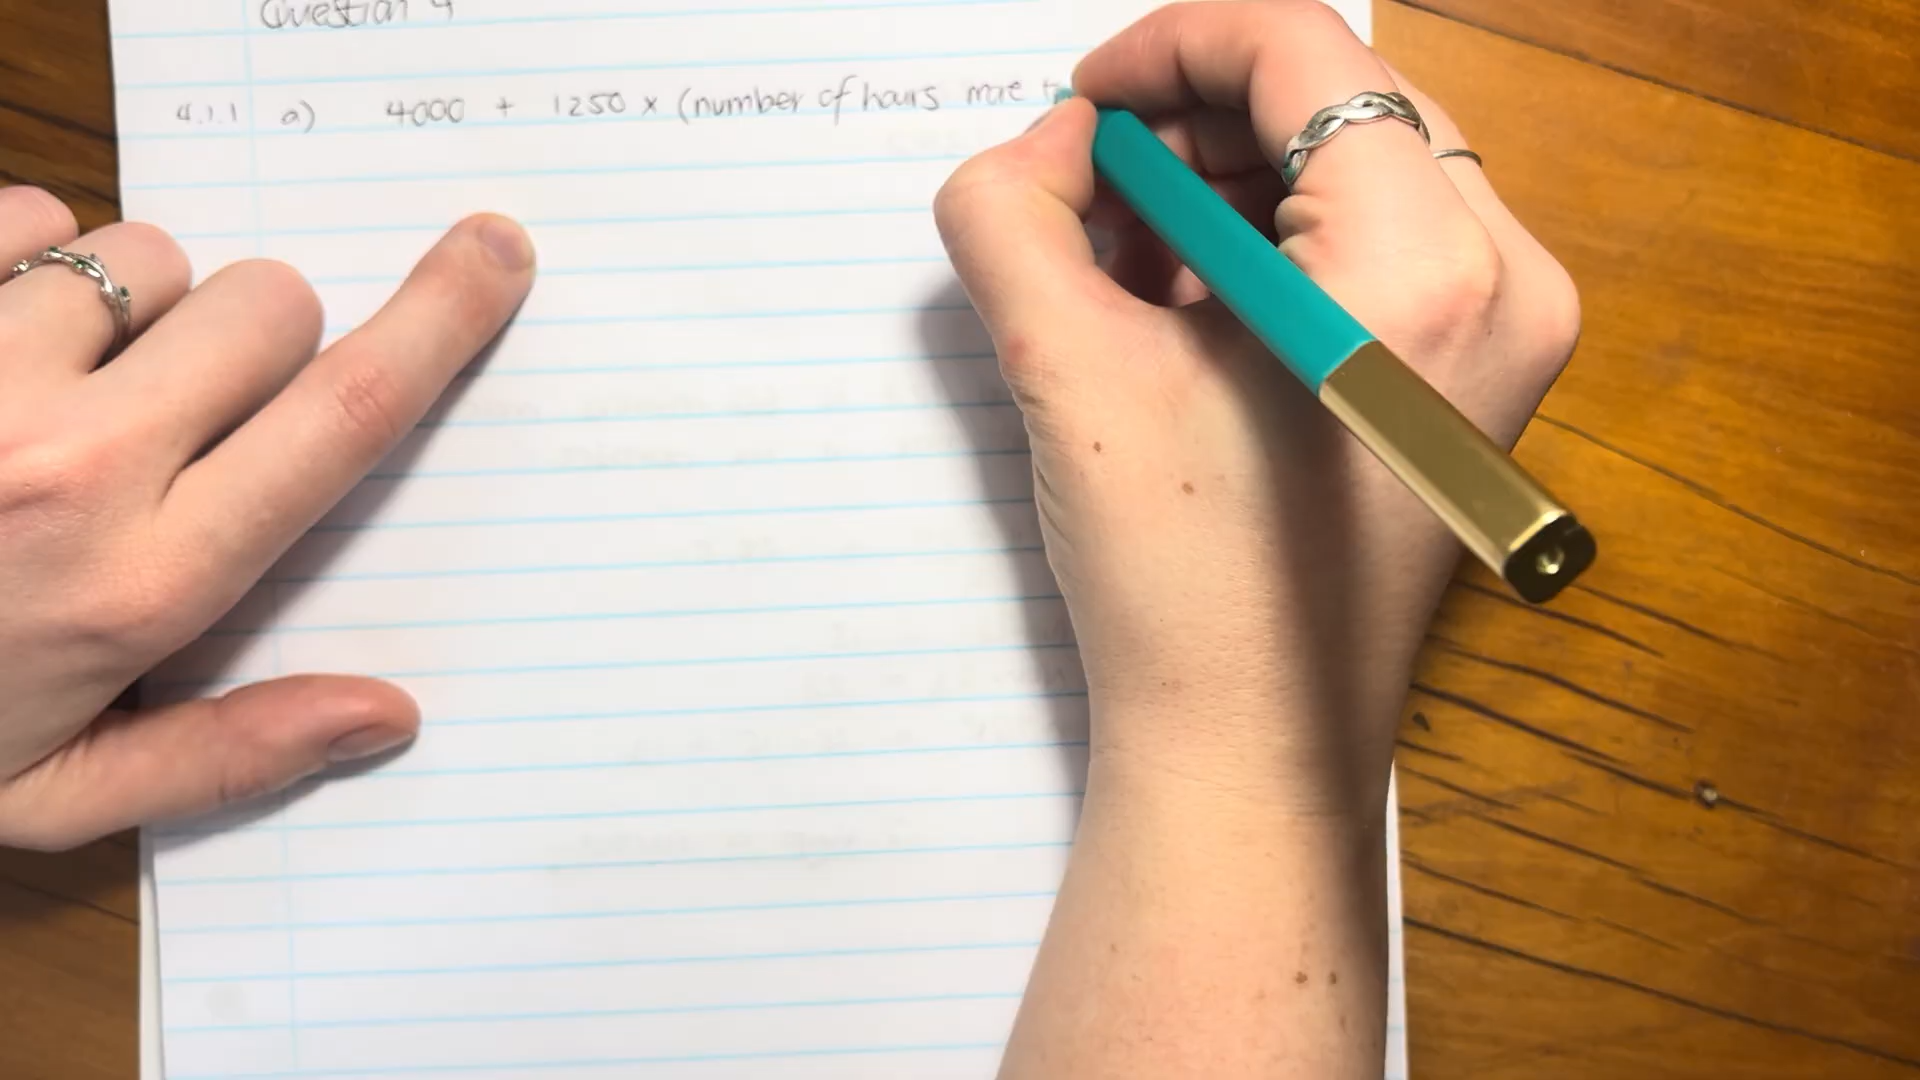 Question 4
4.1.1 a) 4000 + 1250 × (number of hours more